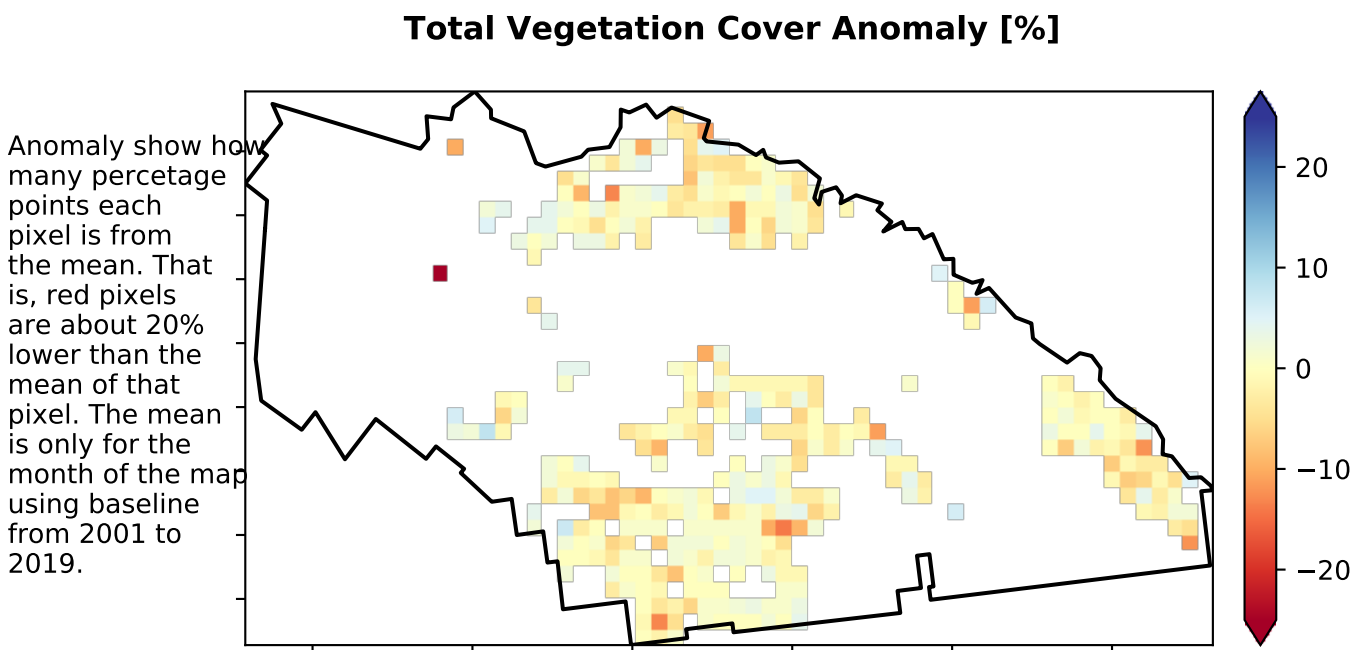 Total Vegetation Cover Anomaly [%]
Anomaly show how
many percetage
points each
pixel is from
the mean. That
is, red pixels
are about 20%
lower than the
mean of that
pixel. The mean
is only for the
month of the map
using baseline
from 2001 to
2019.
20
10
0
−10
−20